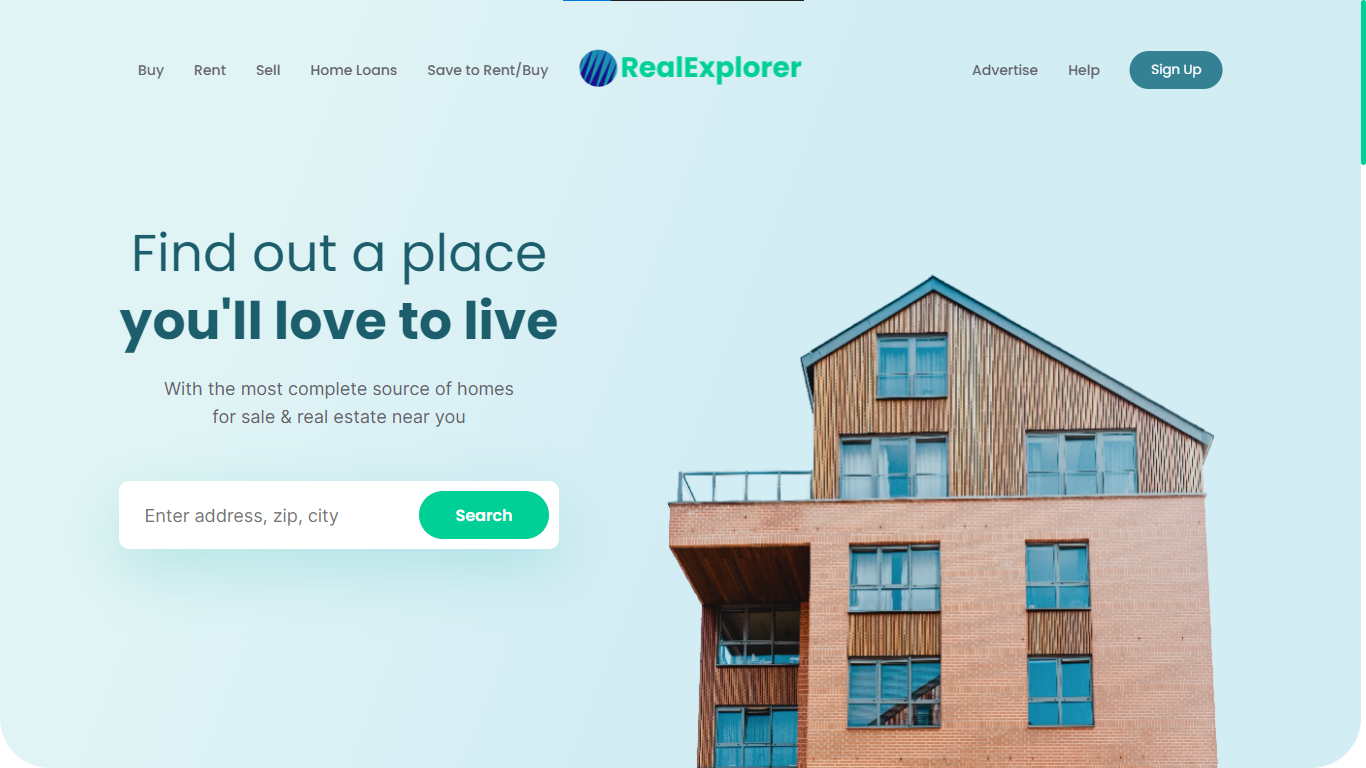 Buy Rent Sell Home Loans Save to Rent/Buy RealExplorer Advertise Help Sign Up
Find out a place
you'll love to live
With the most complete source of homes
for sale & real estate near you
Enter address, zip, city Search